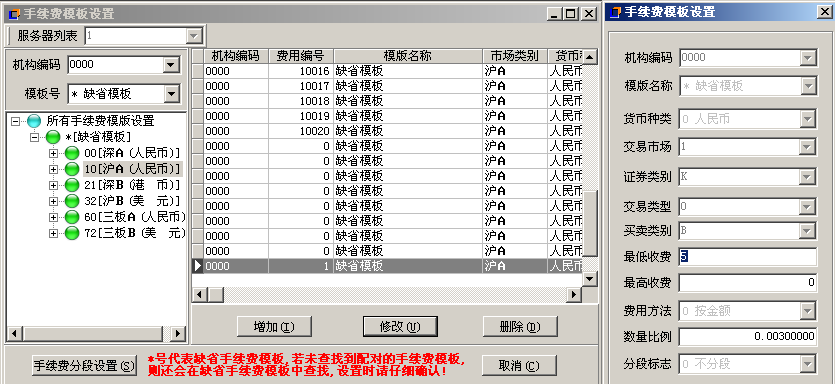 手续费模板设置
服务器列表 1
机构编码 0000
模板号 * 缺省模板
所有手续费模版设置
*[缺省模板]
00[深A (人民币)]
10[沪A (人民币)]
21[深B (港　币)]
32[沪B (美　元)]
60[三板A (人民币)
72[三板B (美　元)
机构编码 费用编号 模版名称 市场类别 货币种
0000 10016 缺省模板 沪A 人民币
0000 10017 缺省模板 沪A 人民币
0000 10018 缺省模板 沪A 人民币
0000 10019 缺省模板 沪A 人民币
0000 10020 缺省模板 沪A 人民币
0000 0 缺省模板 沪A 人民币
0000 0 缺省模板 沪A 人民币
0000 0 缺省模板 沪A 人民币
0000 0 缺省模板 沪A 人民币
0000 0 缺省模板 沪A 人民币
0000 0 缺省模板 沪A 人民币
0000 0 缺省模板 沪A 人民币
0000 0 缺省模板 沪A 人民币
0000 1 缺省模板 沪A 人民币
增加(I) 修改(U) 删除(D)
手续费分段设置(S)
*号代表缺省手续费模板,若未查找到配对的手续费模板,
则还会在缺省手续费模板中查找,设置时请仔细确认!
取消(C)
手续费模板设置
机构编码 0000
模版名称 * 缺省模板
货币种类 0 人民币
交易市场 1
证券类别 K
交易类型 0
买卖类别 B
最低收费 5
最高收费 0
费用方法 0 按金额
数量比例 0.00300000
分段标志 0 不分段